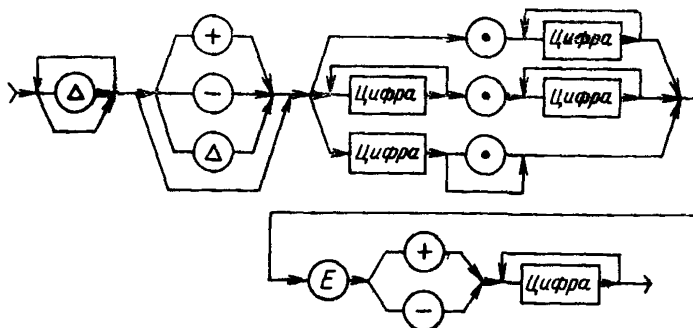 + • Цифра
Δ − Цифра • Цифра
Δ Цифра •
E + Цифра
−